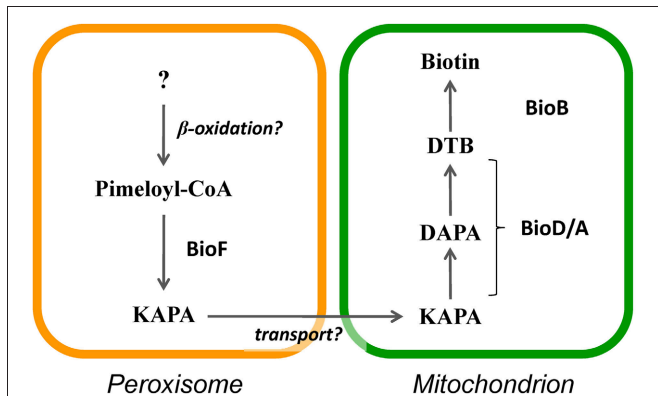 ?
β-oxidation?
Pimeloyl-CoA
BioF
KAPA
transport?
Peroxisome
Biotin
BioB
DTB
DAPA
BioD/A
KAPA
Mitochondrion